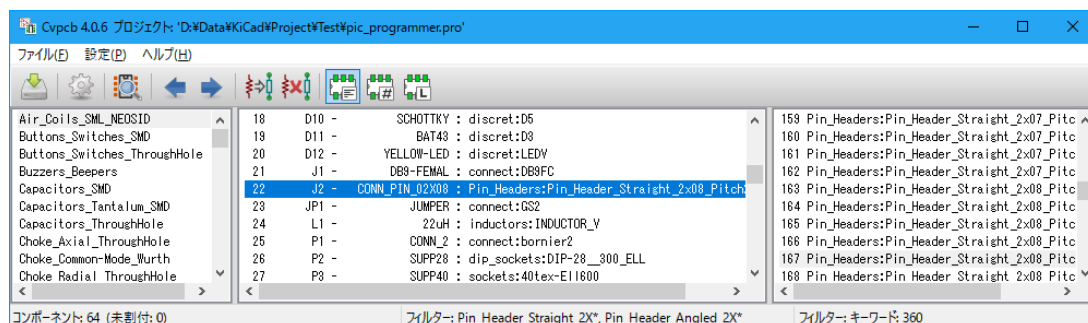 Cvpcb 4.0.6 プロジェクト: 'D:¥Data¥KiCad¥Project¥Test¥pic_programmer.pro'
ファイル(F) 設定(P) ヘルプ(H)
Air_Coils_SML_NEOSID
Buttons_Switches_SMD
Buttons_Switches_ThroughHole
Buzzers_Beepers
Capacitors_SMD
Capacitors_Tantalum_SMD
Capacitors_ThroughHole
Choke_Axial_ThroughHole
Choke_Common-Mode_Wurth
Choke_Radial_ThroughHole
18 D10 - SCHOTTKY : discret:D5
19 D11 - BAT43 : discret:D3
20 D12 - YELLOW-LED : discret:LEDV
21 J1 - DB9-FEMAL : connect:DB9FC
22 J2 - CONN_PIN_02X08 : Pin_Headers:Pin_Header_Straight_2x08_Pitch
23 JP1 - JUMPER : connect:GS2
24 L1 - 22uH : inductors:INDUCTOR_V
25 P1 - CONN_2 : connect:bornier2
26 P2 - SUPP28 : dip_sockets:DIP-28__300_ELL
27 P3 - SUPP40 : sockets:40tex-Ell600
159 Pin_Headers:Pin_Header_Straight_2x07_Pitc
160 Pin_Headers:Pin_Header_Straight_2x07_Pitc
161 Pin_Headers:Pin_Header_Straight_2x07_Pitc
162 Pin_Headers:Pin_Header_Straight_2x07_Pitc
163 Pin_Headers:Pin_Header_Straight_2x08_Pitc
164 Pin_Headers:Pin_Header_Straight_2x08_Pitc
165 Pin_Headers:Pin_Header_Straight_2x08_Pitc
166 Pin_Headers:Pin_Header_Straight_2x08_Pitc
167 Pin_Headers:Pin_Header_Straight_2x08_Pitc
168 Pin_Headers:Pin_Header_Straight_2x08_Pitc
コンポーネント: 64 (未割付: 0)
フィルター: Pin_Header_Straight_2X*, Pin_Header_Angled_2X*
フィルター: キーワード: 360